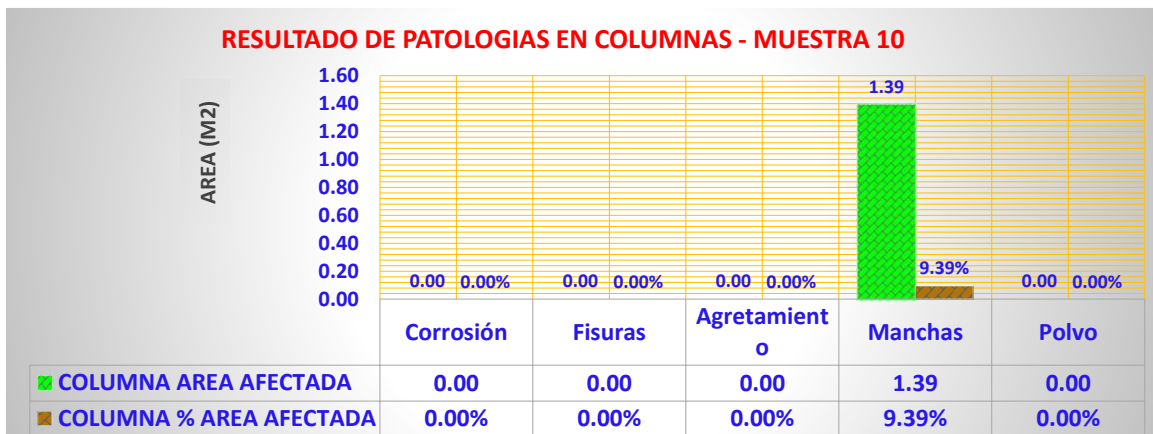 RESULTADO DE PATOLOGIAS EN COLUMNAS - MUESTRA 10
AREA (M2)
1.60
1.40
1.20
1.00
0.80
0.60
0.40
0.20
0.00
0.00 0.00% 0.00 0.00% 0.00 0.00% 1.39 9.39% 0.00 0.00%
Corrosión Fisuras Agretamient
o Manchas Polvo
COLUMNA AREA AFECTADA 0.00 0.00 0.00 1.39 0.00
COLUMNA % AREA AFECTADA 0.00% 0.00% 0.00% 9.39% 0.00%